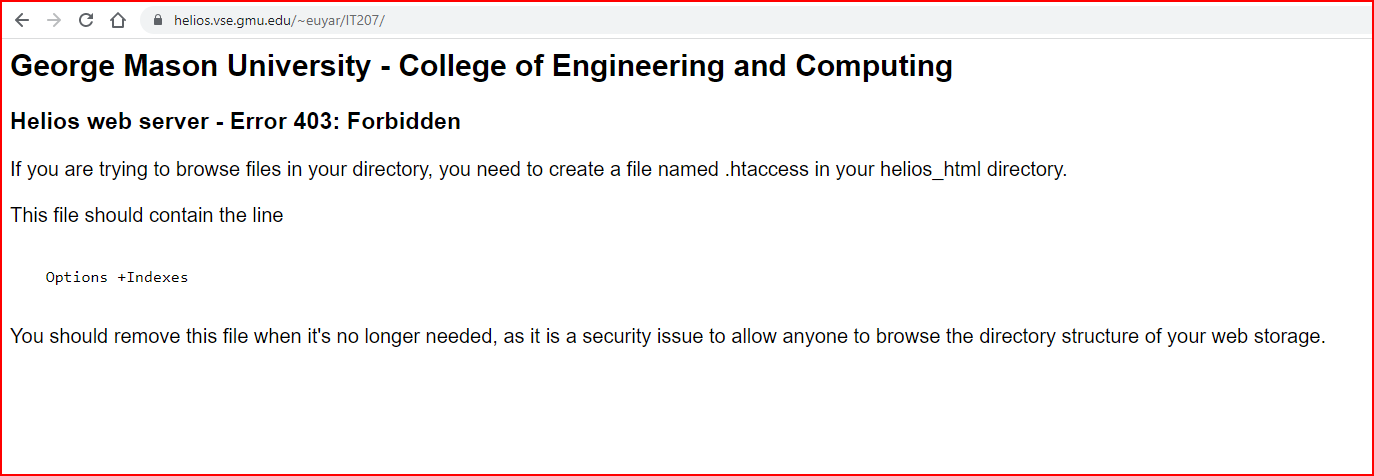 helios.vse.gmu.edu/~euyar/IT207/
George Mason University - College of Engineering and Computing
Helios web server - Error 403: Forbidden
If you are trying to browse files in your directory, you need to create a file named .htaccess in your helios_html directory.
This file should contain the line
Options +Indexes
You should remove this file when it's no longer needed, as it is a security issue to allow anyone to browse the directory structure of your web storage.